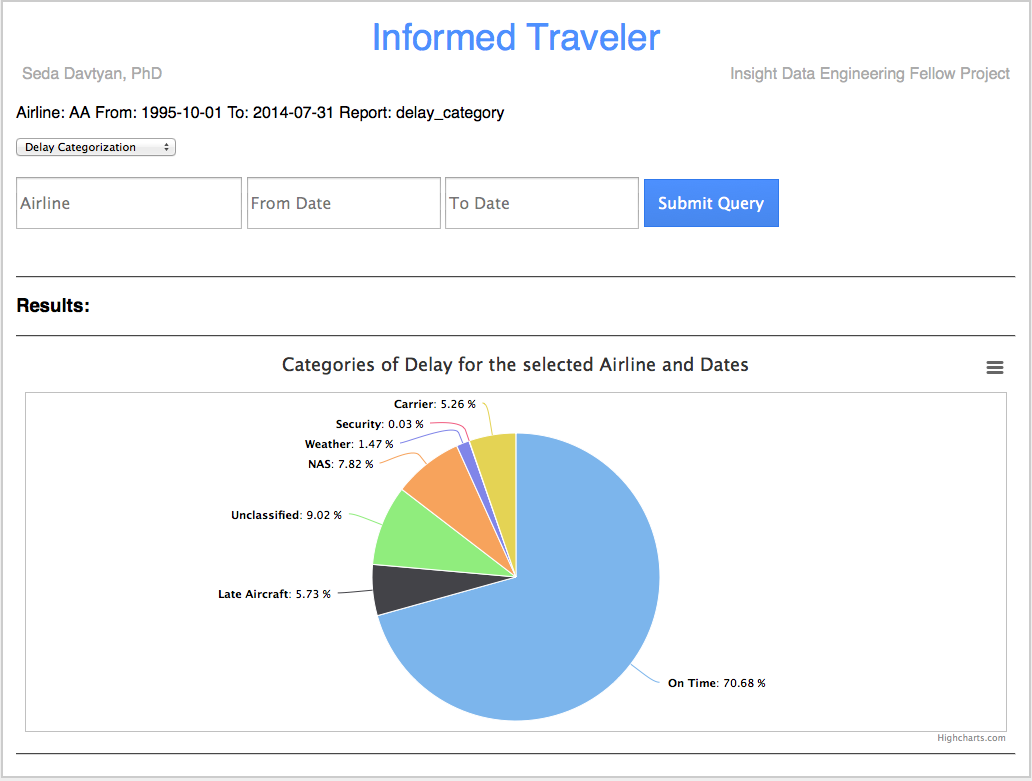 Informed Traveler
Seda Davtyan, PhD
Insight Data Engineering Fellow Project
Airline: AA From: 1995-10-01 To: 2014-07-31 Report: delay_category
Delay Categorization
Airline
From Date
To Date
Submit Query
Results:
Categories of Delay for the selected Airline and Dates
Carrier: 5.26 %
Security: 0.03 %
Weather: 1.47 %
NAS: 7.82 %
Unclassified: 9.02 %
Late Aircraft: 5.73 %
On Time: 70.68 %
Highcharts.com